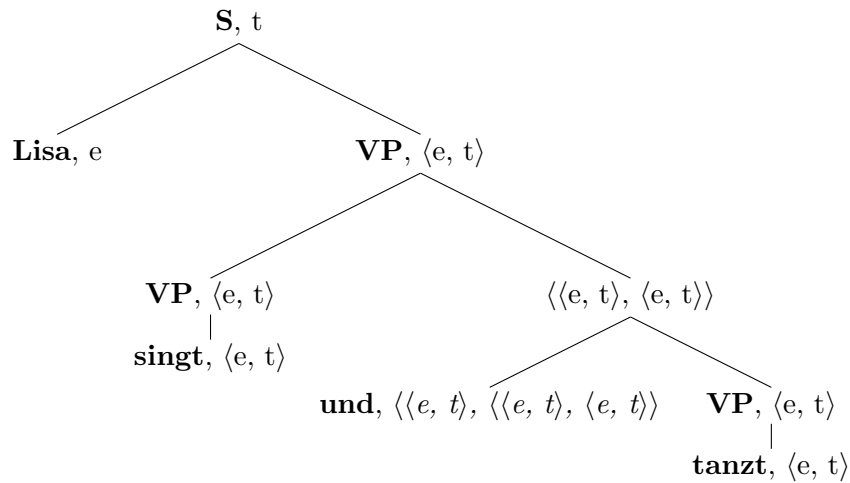 S, t
Lisa, e VP, ⟨e, t⟩
VP, ⟨e, t⟩ ⟨⟨e, t⟩, ⟨e, t⟩⟩
singt, ⟨e, t⟩
und, ⟨⟨e, t⟩, ⟨⟨e, t⟩, ⟨e, t⟩⟩ VP, ⟨e, t⟩
tanzt, ⟨e, t⟩